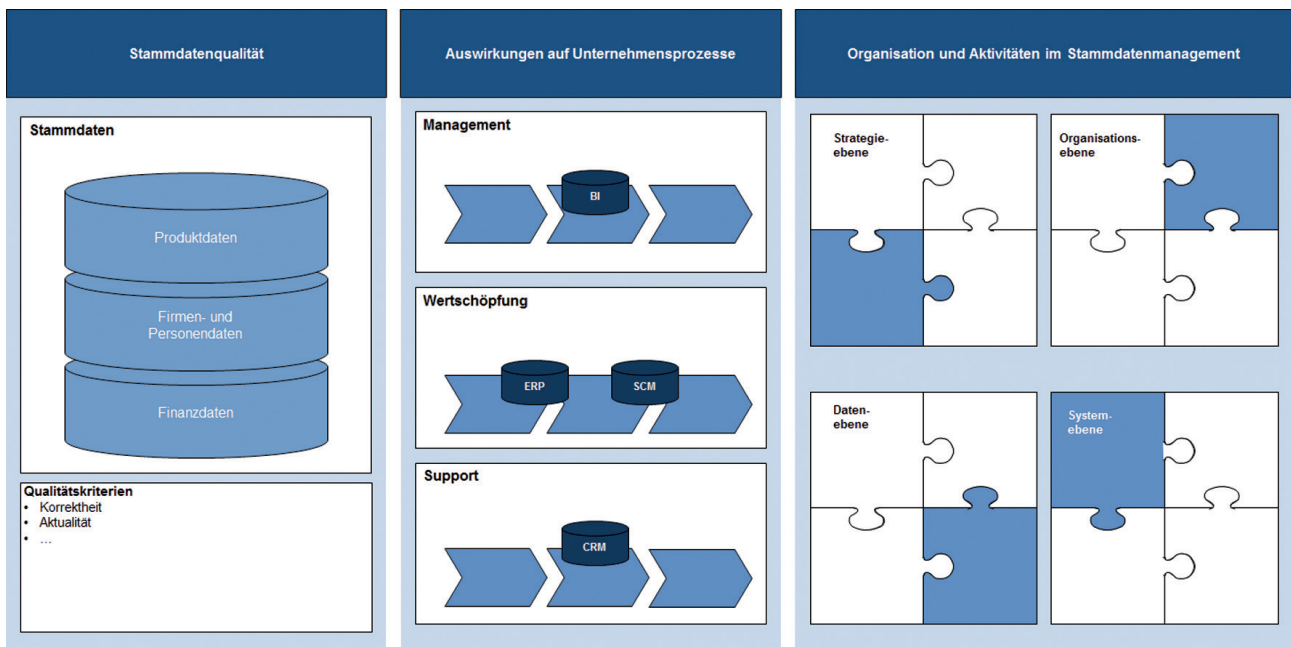 Stammdatenqualität
Stammdaten
Produktdaten
Firmen- und
Personendaten
Finanzdaten
Qualitätskriterien
• Korrektheit
• Aktualität
• ...
Auswirkungen auf Unternehmensprozesse
Management
BI
Wertschöpfung
ERP
SCM
Support
CRM
Organisation und Aktivitäten im Stammdatenmanagement
Strategie-
ebene
Organisations-
ebene
Daten-
ebene
System-
ebene